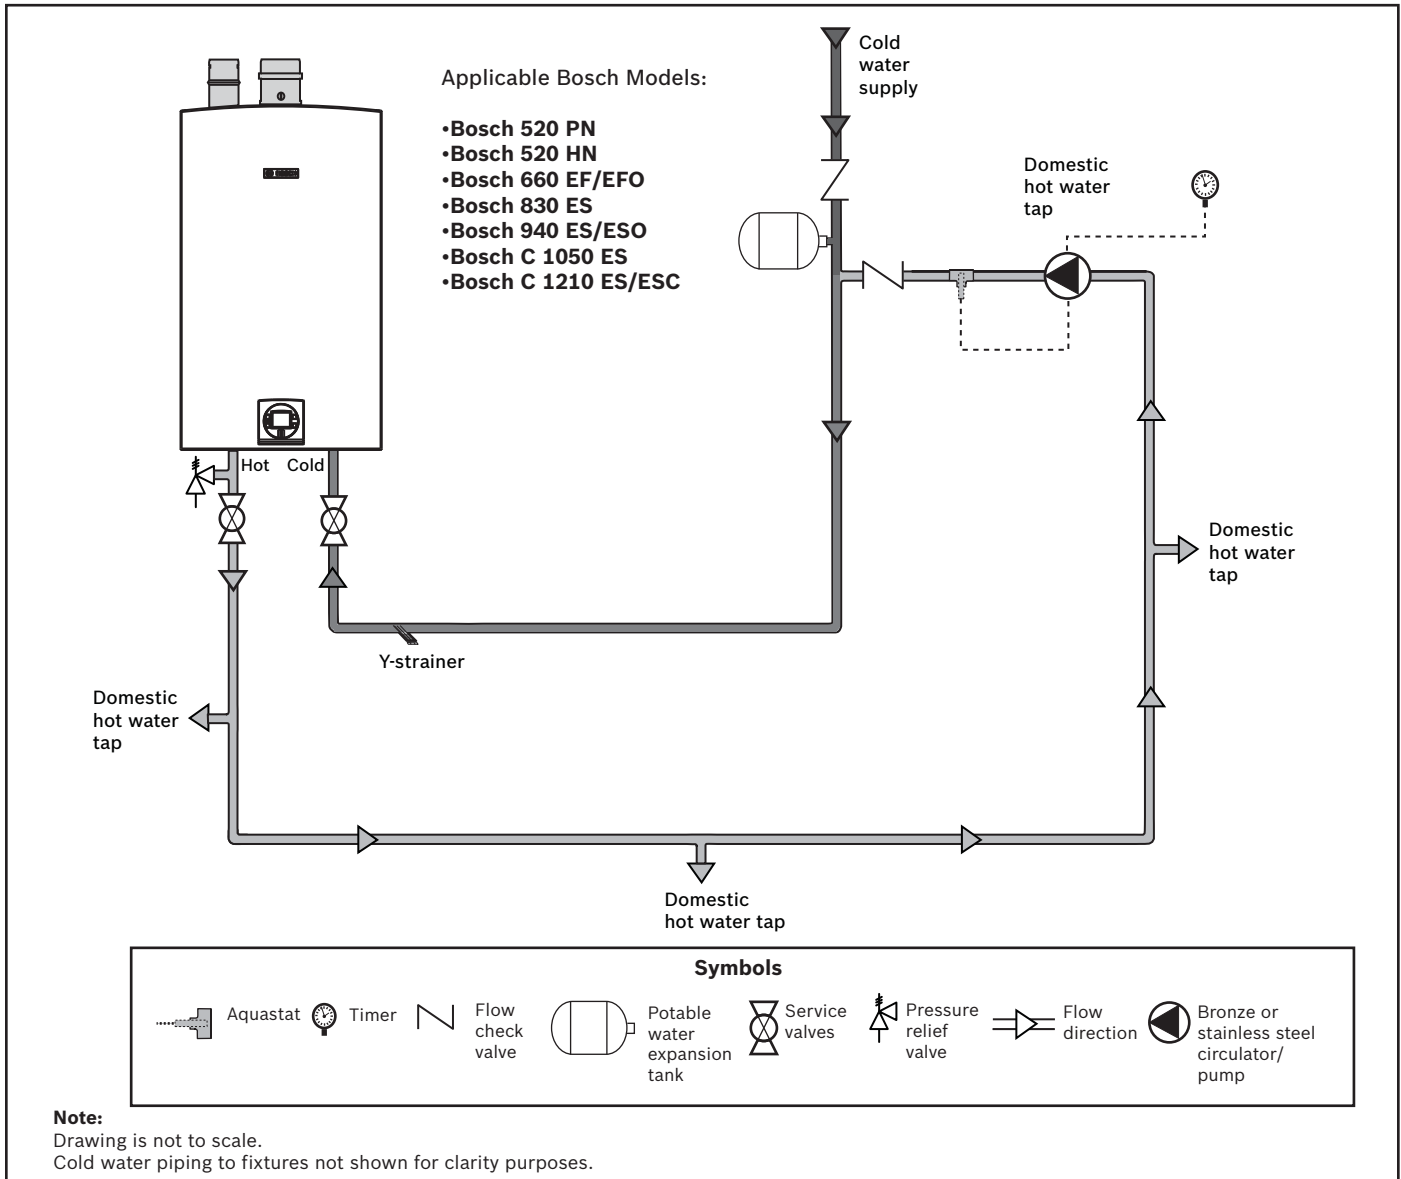 Applicable Bosch Models:
•Bosch 520 PN
•Bosch 520 HN
•Bosch 660 EF/EFO
•Bosch 830 ES
•Bosch 940 ES/ESO
•Bosch C 1050 ES
•Bosch C 1210 ES/ESC
Cold
water
supply
Domestic
hot water
tap
Hot
Cold
Y-strainer
Domestic
hot water
tap
Domestic
hot water
tap
Domestic
hot water tap
Symbols
Aquastat
Timer
Flow
check
valve
Potable
water
expansion
tank
Service
valves
Pressure
relief
valve
Flow
direction
Bronze or
stainless steel
circulator/
pump
Note:
Drawing is not to scale.
Cold water piping to fixtures not shown for clarity purposes.